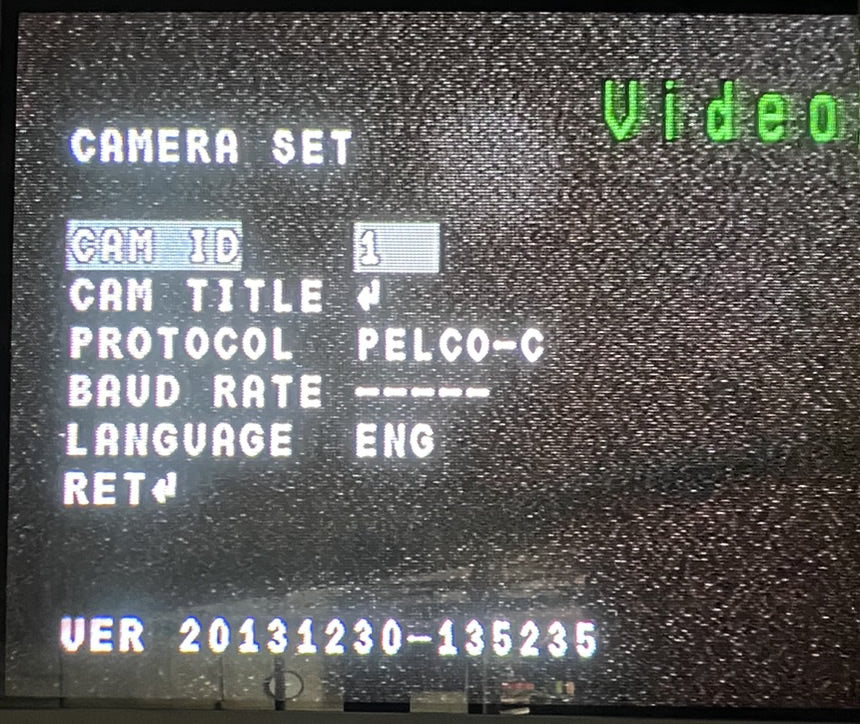 Video
CAMERA SET
CAM ID 1
CAM TITLE ↵
PROTOCOL PELCO-C
BAUD RATE -----
LANGUAGE ENG
RET↵
VER 20131230-135235